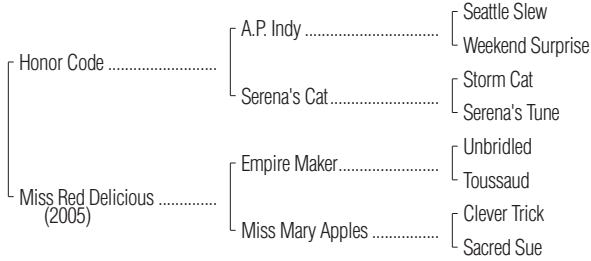 Seattle Slew
A.P. Indy ..........................
Weekend Surprise
Honor Code .....................
Storm Cat
Serena's Cat.....................
Serena's Tune
Unbridled
Empire Maker....................
Toussaud
Miss Red Delicious ..............
(2005)
Clever Trick
Miss Mary Apples ................
Sacred Sue